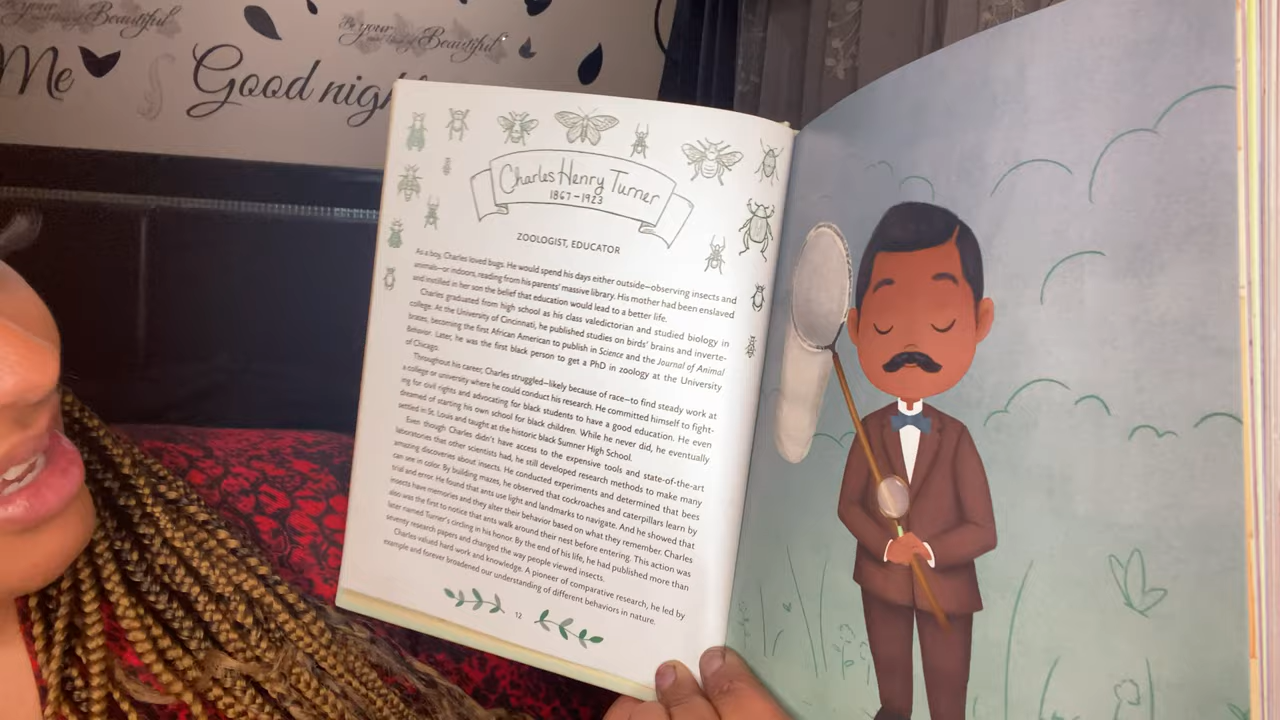 Be your
Beautiful
Be your
own kind of
Beautiful
Me
Good nigh
Charles Henry Turner
1867-1923
ZOOLOGIST, EDUCATOR
As a boy, Charles loved bugs. He would spend his days either outside—observing insects and
animals—or indoors, reading from his parents' massive library. His mother had been enslaved
and instilled in her son the belief that education would lead to a better life.
Charles graduated from high school as his class valedictorian and studied biology in
college. At the University of Cincinnati, he published studies on birds' brains and inverte-
brates, becoming the first African American to publish in Science and the Journal of Animal
Behavior. Later, he was the first black person to get a PhD in zoology at the University
of Chicago.
Throughout his career, Charles struggled—likely because of race—to find steady work at
a college or university where he could conduct his research. He committed himself to fight-
ing for civil rights and advocating for black students to have a good education. He even
dreamed of starting his own school for black children. While he never did, he eventually
settled in St. Louis and taught at the historic black Sumner High School.
Even though Charles didn't have access to the expensive tools and state-of-the-art
laboratories that other scientists had, he still developed research methods to make many
amazing discoveries about insects. He conducted experiments and determined that bees
can see in color. By building mazes, he observed that cockroaches and caterpillars learn by
trial and error. He found that ants use light and landmarks to navigate. And he showed that
insects have memories and they alter their behavior based on what they remember. Charles
also was the first to notice that ants walk around their nest before entering. This action was
later named Turner's circling in his honor. By the end of his life, he had published more than
seventy research papers and changed the way people viewed insects.
Charles valued hard work and knowledge. A pioneer of comparative research, he led by
example and forever broadened our understanding of different behaviors in nature.
12